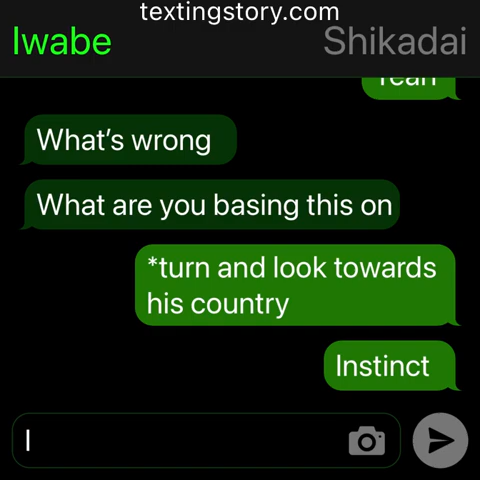 textingstory.com
Iwabe Shikadai
Yeah
What's wrong
What are you basing this on
*turn and look towards
his country
Instinct
I